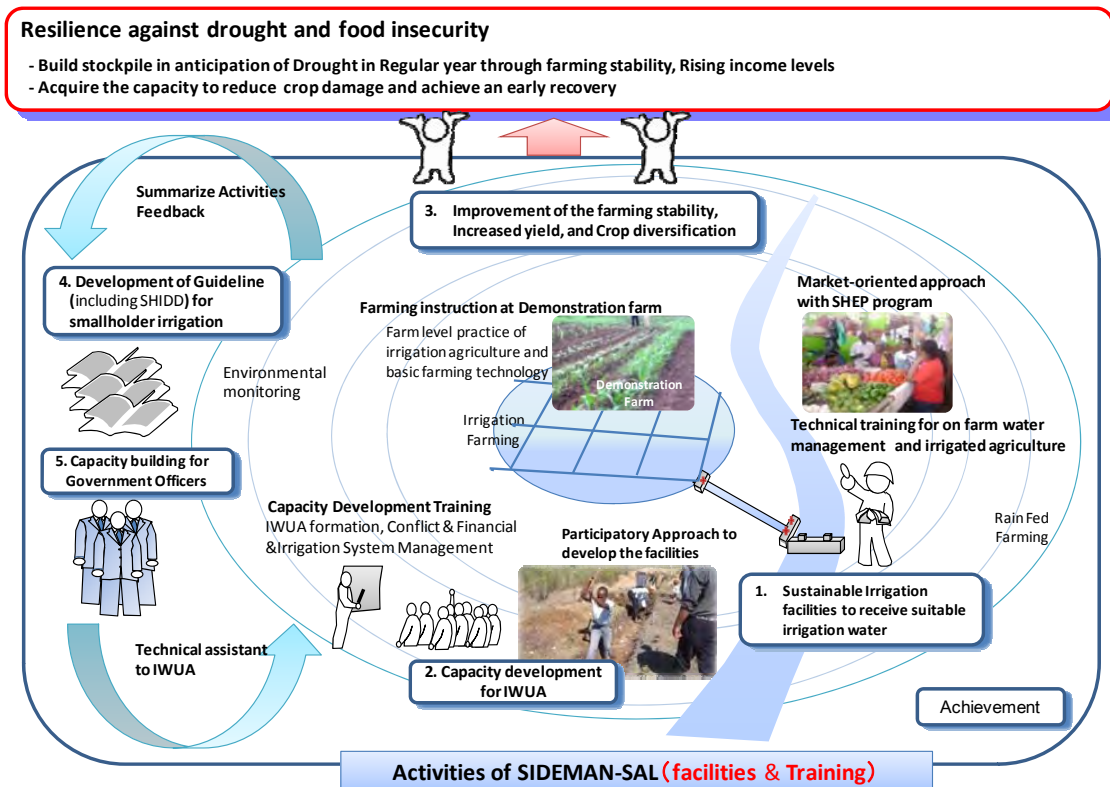 Resilience against drought and food insecurity
- Build stockpile in anticipation of Drought in Regular year through farming stability, Rising income levels
- Acquire the capacity to reduce crop damage and achieve an early recovery
Summarize Activities
Feedback
3. Improvement of the farming stability,
Increased yield, and Crop diversification
4. Development of Guideline
(including SHIDD) for
smallholder irrigation
Market-oriented approach
with SHEP program
Farming instruction at Demonstration farm
Farm level practice of
irrigation agriculture and
basic farming technology
Demonstration
Farm
Environmental
monitoring
Irrigation
Farming
Technical training for on farm water
management and irrigated agriculture
5. Capacity building for
Government Officers
Capacity Development Training
IWUA formation, Conflict & Financial
&Irrigation System Management
Participatory Approach to
develop the facilities
Rain Fed
Farming
1. Sustainable Irrigation
facilities to receive suitable
irrigation water
Technical assistant
to IWUA
2. Capacity development
for IWUA
Achievement
Activities of SIDEMAN-SAL(facilities & Training)